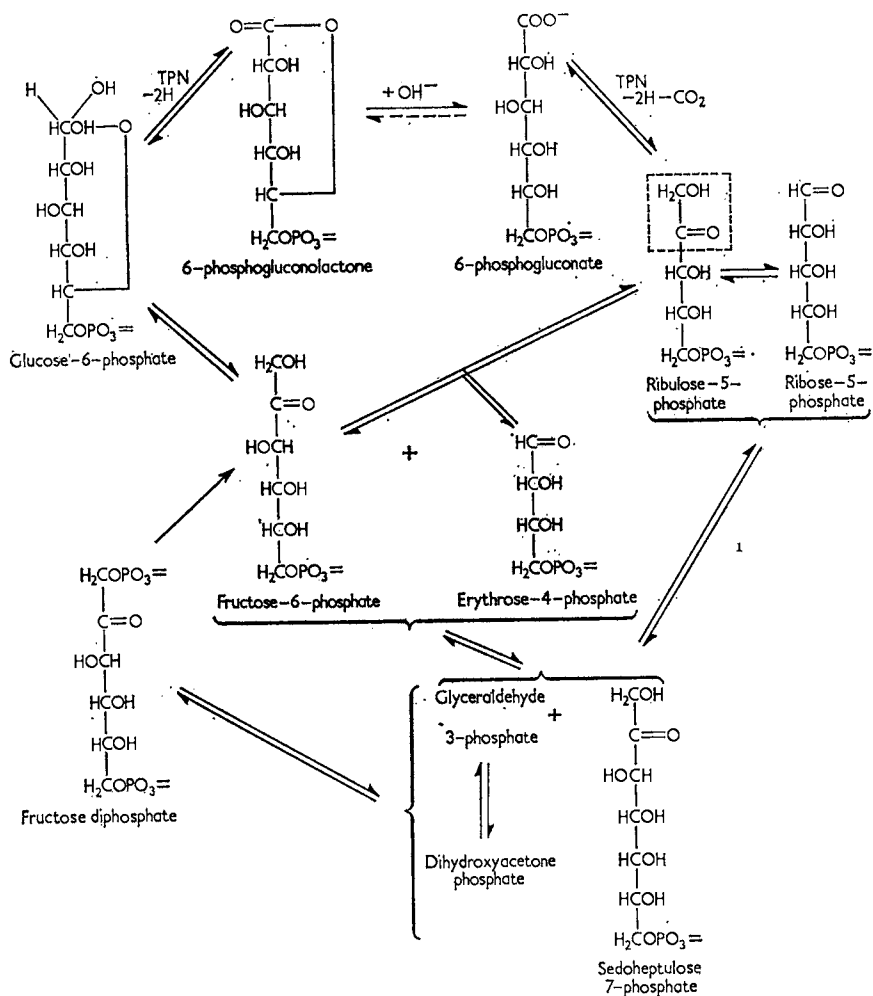 O=C—O
HCOH
HOCH
HCOH
HC
H₂COPO₃=
6-phosphogluconolactone
TPN
-2H
+OH⁻
COO⁻
HCOH
HOCH
HCOH
HCOH
H₂COPO₃=
6-phosphogluconate
TPN
-2H-CO₂
H
OH
HCOH—O
HCOH
HOCH
HCOH
HC
H₂COPO₃=
Glucose-6-phosphate
H₂COH
C=O
HCOH
HCOH
H₂COPO₃=
Ribulose-5-
phosphate
HC=O
HCOH
HCOH
HCOH
H₂COPO₃=
Ribose-5-
phosphate
H₂COH
C=O
HOCH
HCOH
HCOH
H₂COPO₃=
Fructose-6-phosphate
+
HC=O
HCOH
HCOH
H₂COPO₃=
Erythrose-4-phosphate
1
H₂COPO₃=
C=O
HOCH
HCOH
HCOH
H₂COPO₃=
Fructose diphosphate
Glyceraldehyde
3-phosphate
+
Dihydroxyacetone
phosphate
H₂COH
C=O
HOCH
HCOH
HCOH
HCOH
H₂COPO₃=
Sedoheptulose
7-phosphate